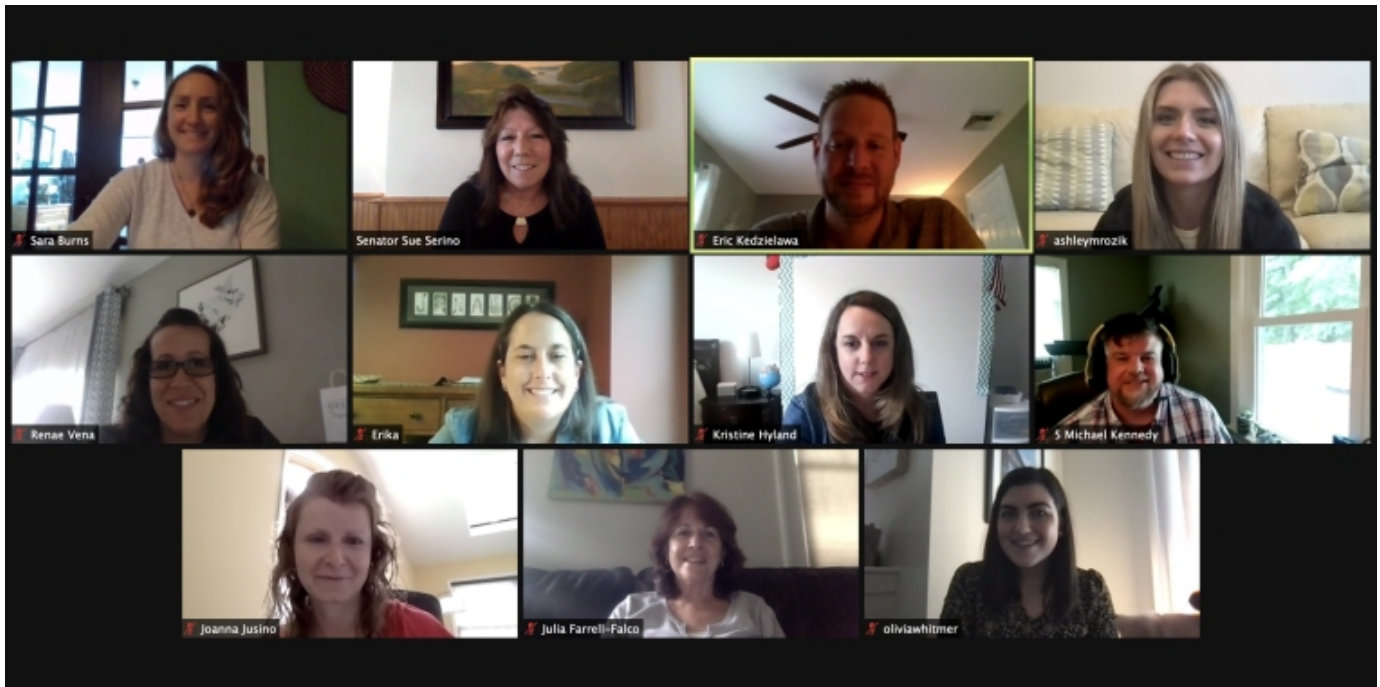 Sara Burns
Senator Sue Serino
Eric Kedzielawa
ashleymrozik
Renae Vena
Erika
Kristine Hyland
S Michael Kennedy
Joanna Jusino
Julia Farrell-Falco
oliviawhitmer